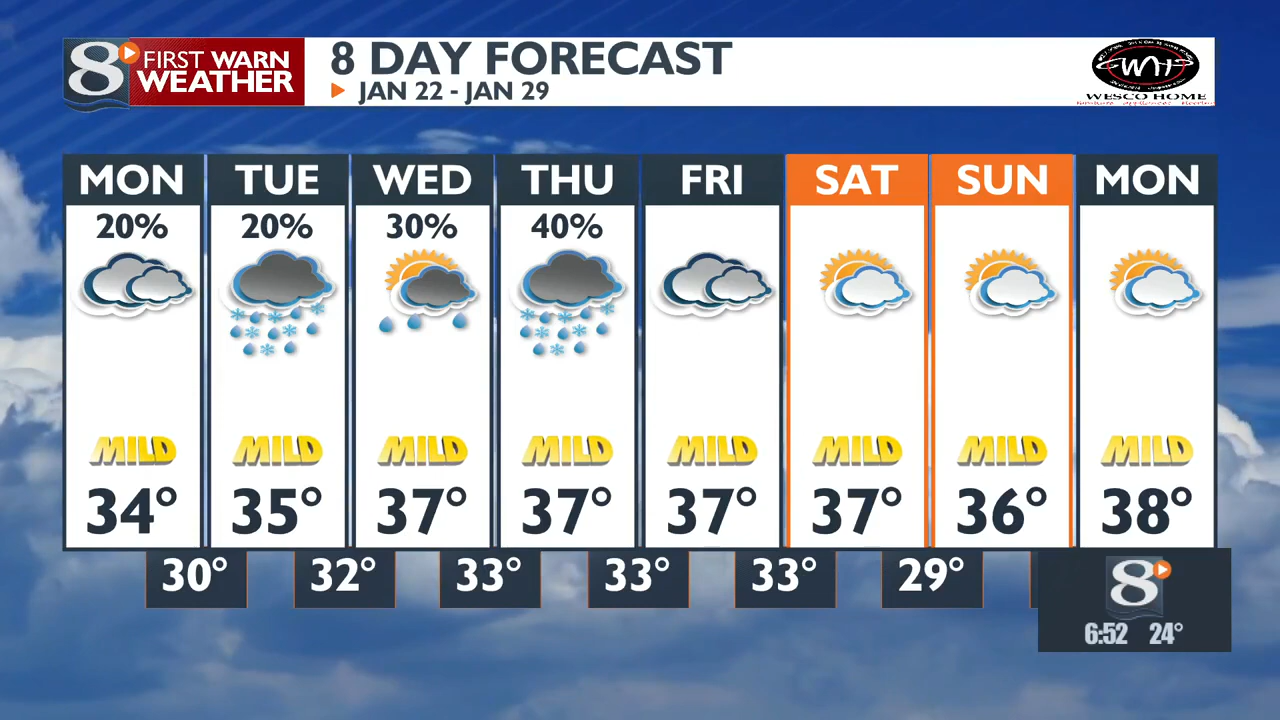 8 FIRST WARN
WEATHER
8 DAY FORECAST
JAN 22 - JAN 29
WH
WESCO HOME
MON TUE WED THU FRI SAT SUN MON
20% 20% 30% 40%
MILD MILD MILD MILD MILD MILD MILD MILD
34° 35° 37° 37° 37° 37° 36° 38°
30° 32° 33° 33° 33° 29°
8
6:52 24°